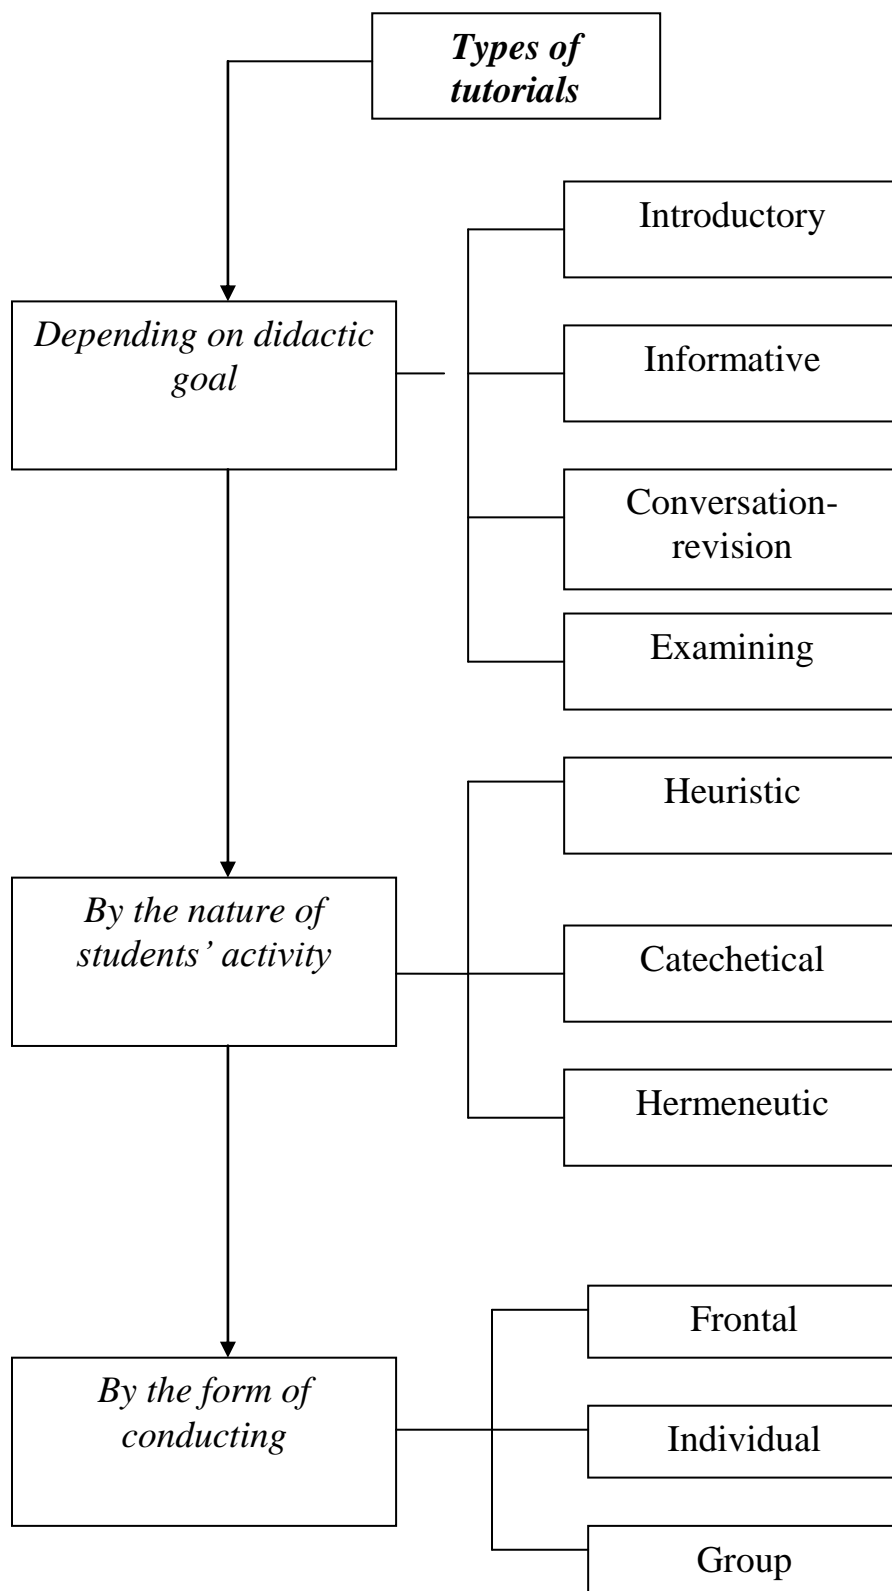 Types of
tutorials
Introductory
Depending on didactic
goal
Informative
Conversation-
revision
Examining
Heuristic
By the nature of
students’ activity
Catechetical
Hermeneutic
Frontal
By the form of
conducting
Individual
Group